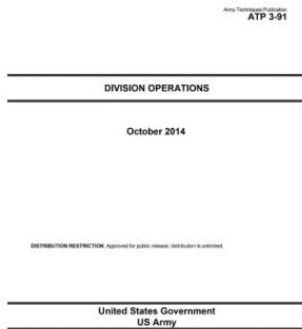 Army Techniques Publication
ATP 3-91
DIVISION OPERATIONS
October 2014
DISTRIBUTION RESTRICTION. Approved for public release; distribution is unlimited.
United States Government
US Army